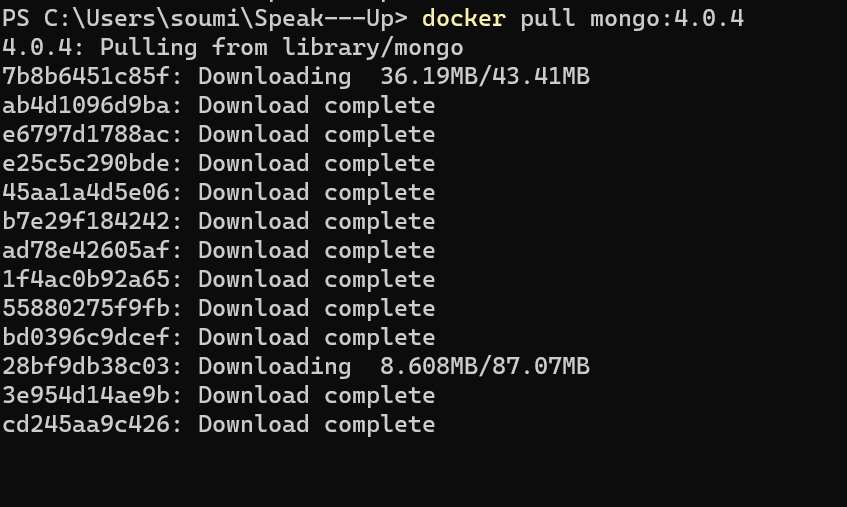 PS C:\Users\soumi\Speak---Up> docker pull mongo:4.0.4
4.0.4: Pulling from library/mongo
7b8b6451c85f: Downloading  36.19MB/43.41MB
ab4d1096d9ba: Download complete
e6797d1788ac: Download complete
e25c5c290bde: Download complete
45aa1a4d5e06: Download complete
b7e29f184242: Download complete
ad78e42605af: Download complete
1f4ac0b92a65: Download complete
55880275f9fb: Download complete
bd0396c9dcef: Download complete
28bf9db38c03: Downloading  8.608MB/87.07MB
3e954d14ae9b: Download complete
cd245aa9c426: Download complete